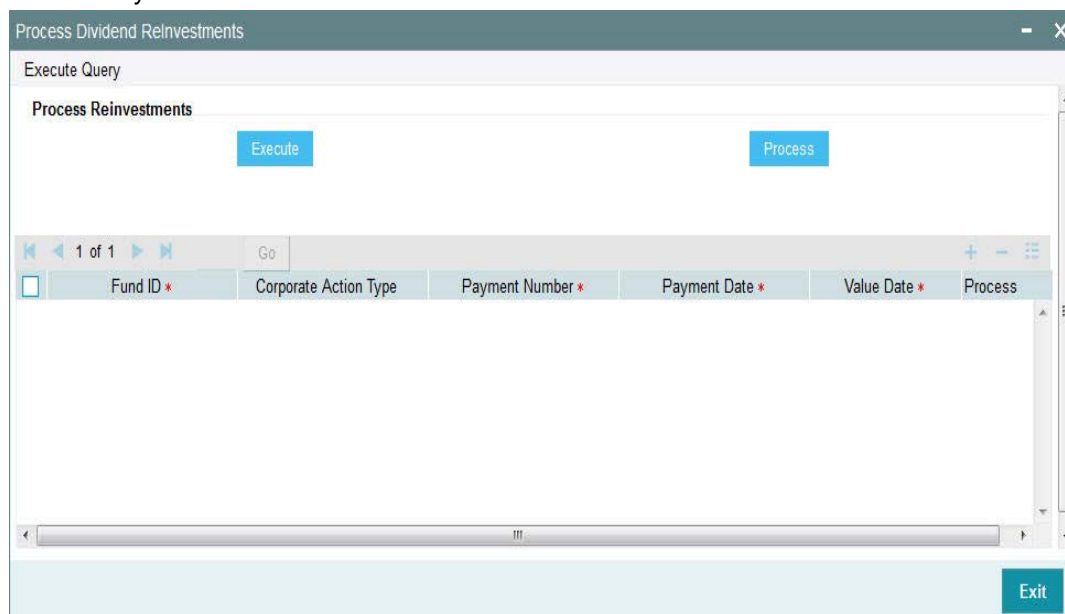 Process Dividend ReInvestments
Execute Query
Process Reinvestments
Execute Process
1 of 1 Go
Fund ID * Corporate Action Type Payment Number * Payment Date * Value Date * Process
Exit